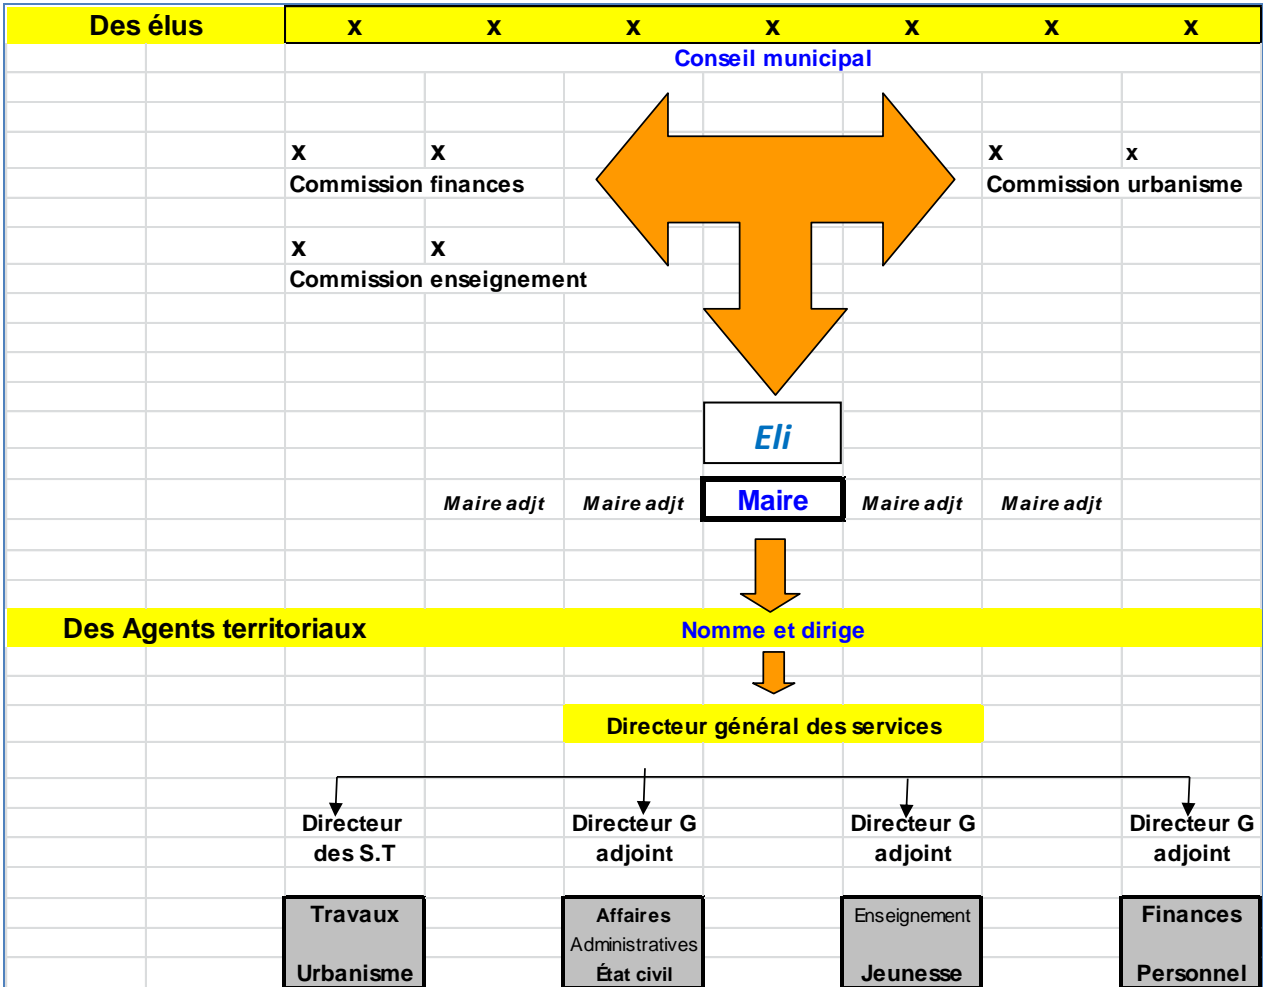 Des élus x x x x x x x
Conseil municipal
x x x x
Commission finances Commission urbanisme
x x
Commission enseignement
Eli
Maire adjt Maire adjt Maire Maire adjt Maire adjt
Des Agents territoriaux Nomme et dirige
Directeur général des services
Directeur Directeur G Directeur G Directeur G
des S.T adjoint adjoint adjoint
Travaux Affaires Enseignement Finances
Administratives
Urbanisme État civil Jeunesse Personnel